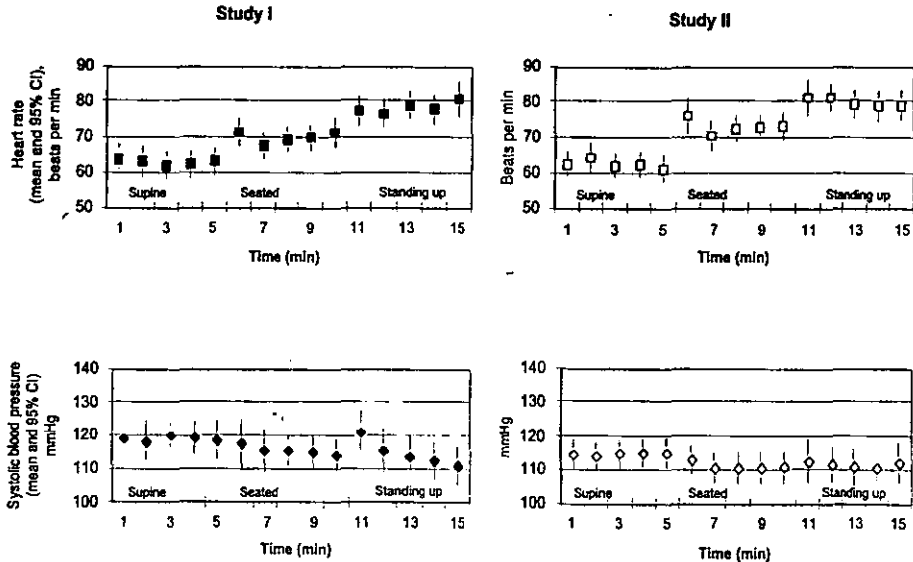 Study I
Study II
Heart rate
(mean and 95% CI),
beats per min
90
80
70
60
50
Supine
Seated
Standing up
1 3 5 7 9 11 13 15
Time (min)
Beats per min
90
80
70
60
50
Supine
Seated
Standing up
1 3 5 7 9 11 13 15
Time (min)
Systolic blood pressure
(mean and 95% CI)
mmHg
140
130
120
110
100
Supine
Seated
Standing up
1 3 5 7 9 11 13 15
Time (min)
mmHg
140
130
120
110
100
Supine
Seated
Standing up
1 3 5 7 9 11 13 15
Time (min)